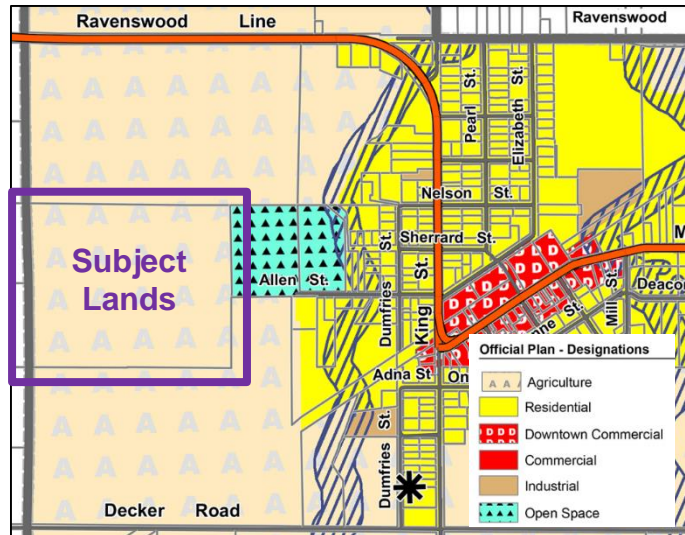 Ravenswood Line
Ravenswood
Pearl St.
Elizabeth St.
Nelson St.
Sherrard St.
Dumfries St.
King St.
Allen St.
Mill St.
Deacon
Adna St
Dumfries St.
Decker Road
Subject
Lands
Official Plan - Designations
A A Agriculture
Residential
D D D Downtown Commercial
Commercial
Industrial
Open Space